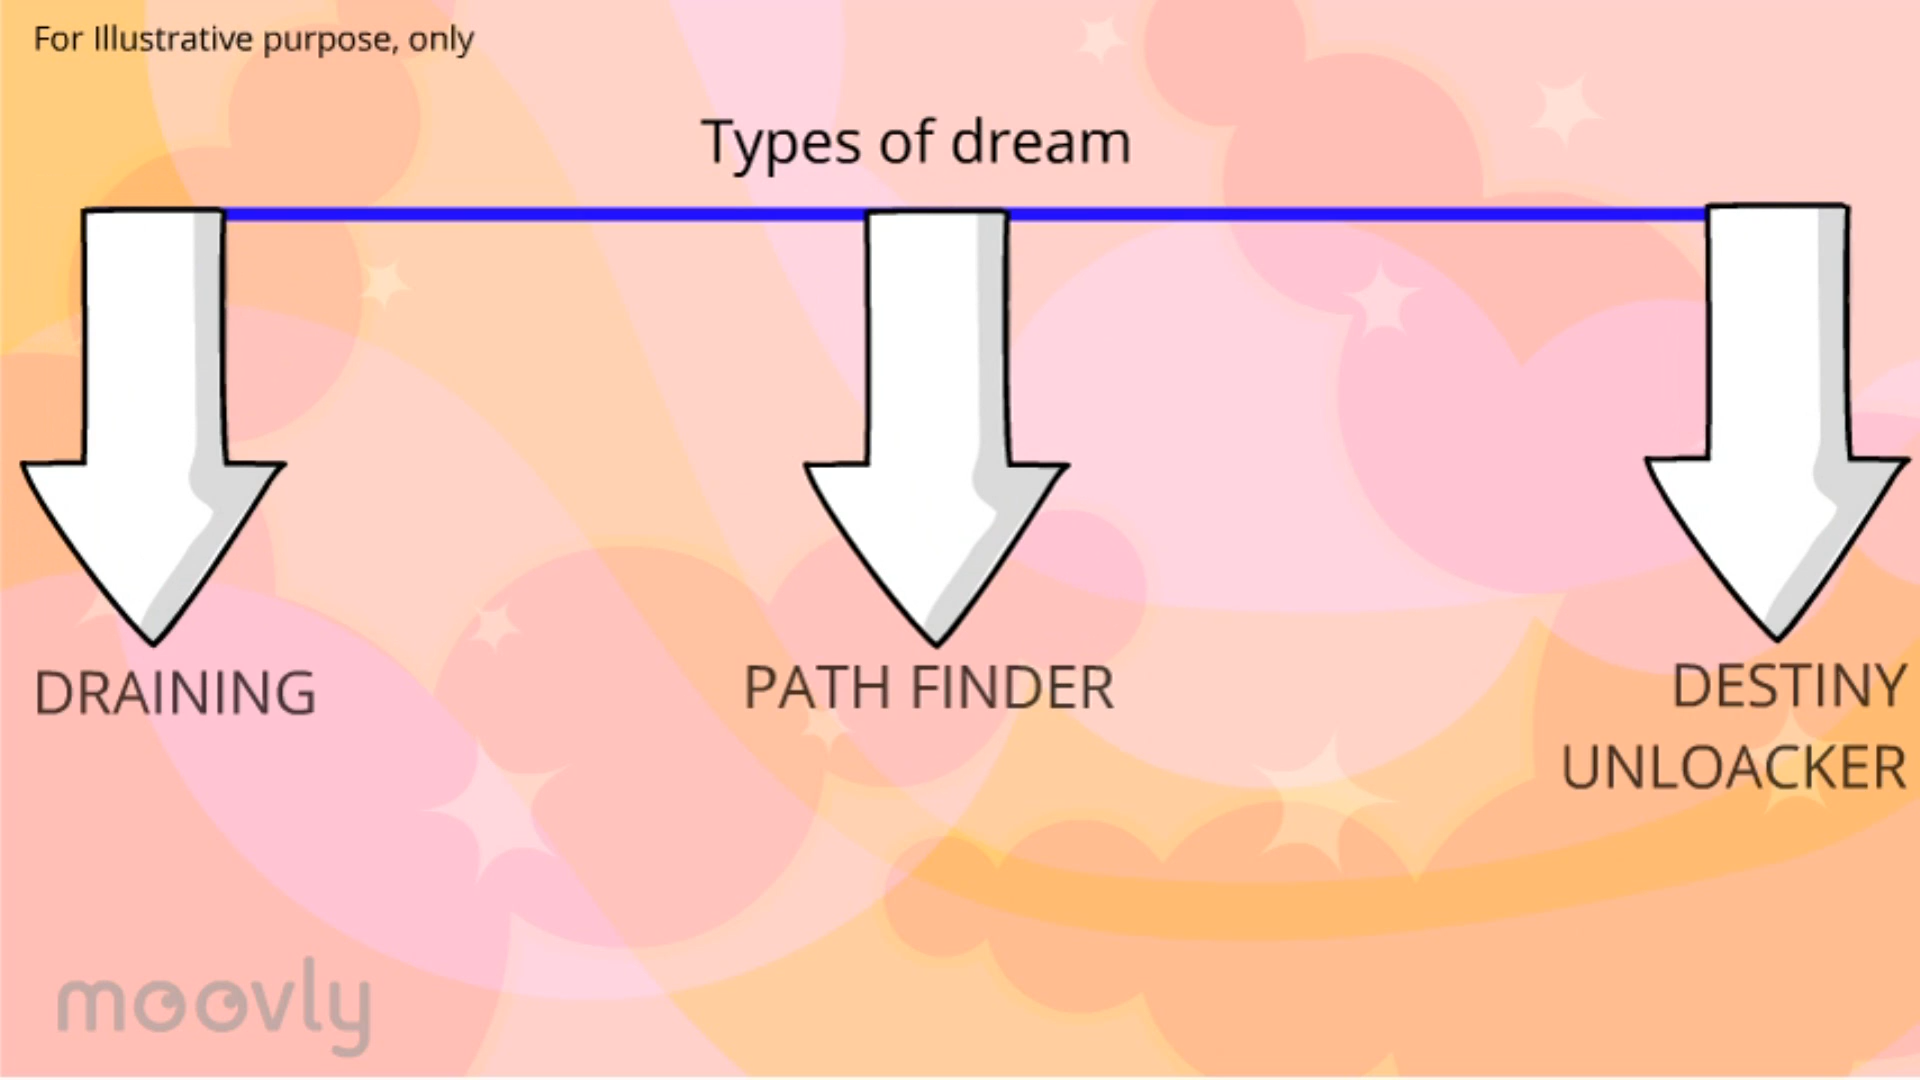 For Illustrative purpose, only
Types of dream
DRAINING
PATH FINDER
DESTINY
UNLOACKER
moovly